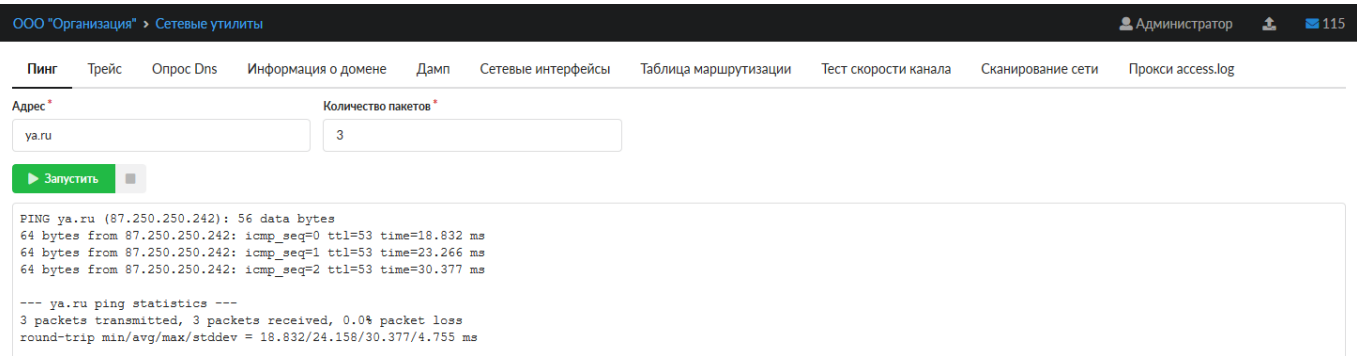 ООО "Организация" > Сетевые утилиты Администратор 115
Пинг Трейс Опрос Dns Информация о домене Дамп Сетевые интерфейсы Таблица маршрутизации Тест скорости канала Сканирование сети Прокси access.log
Адрес* Количество пакетов*
ya.ru 3
Запустить
PING ya.ru (87.250.250.242): 56 data bytes
64 bytes from 87.250.250.242: icmp_seq=0 ttl=53 time=18.832 ms
64 bytes from 87.250.250.242: icmp_seq=1 ttl=53 time=23.266 ms
64 bytes from 87.250.250.242: icmp_seq=2 ttl=53 time=30.377 ms
--- ya.ru ping statistics ---
3 packets transmitted, 3 packets received, 0.0% packet loss
round-trip min/avg/max/stddev = 18.832/24.158/30.377/4.755 ms